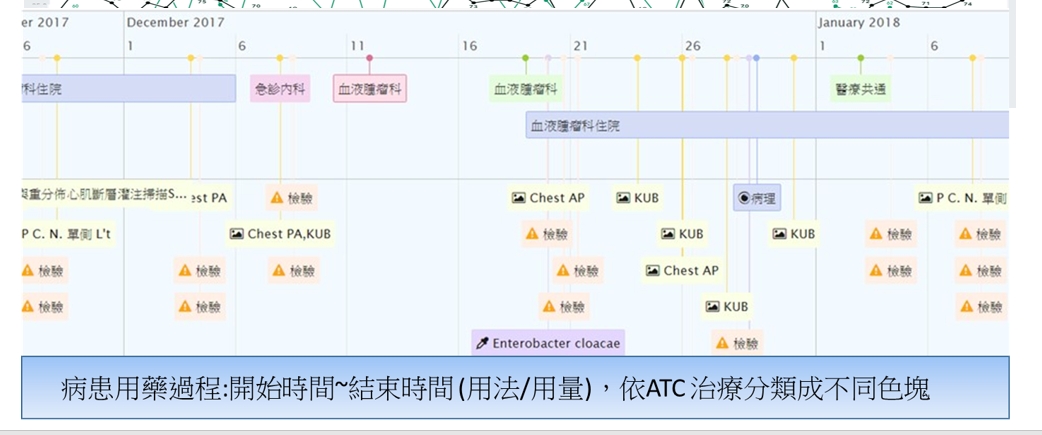 er 2017
December 2017
January 2018
6
1
6
11
16
21
26
1
6
科住院
急診內科
血液腫瘤科
血液腫瘤科
醫療共通
血液腫瘤科住院
重分佈心肌斷層灌注掃描S...
est PA
檢驗
Chest AP
KUB
病理
P C. N. 單側
P C. N. 單側 L't
Chest PA,KUB
檢驗
KUB
KUB
檢驗
檢驗
檢驗
檢驗
檢驗
檢驗
Chest AP
檢驗
檢驗
檢驗
檢驗
檢驗
檢驗
KUB
檢驗
Enterobacter cloacae
檢驗
病患用藥過程:開始時間~結束時間(用法/用量)，依ATC治療分類成不同色塊